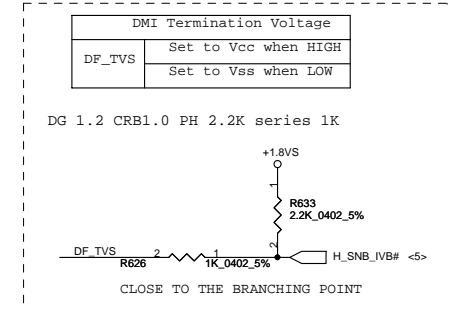 DMI Termination Voltage
DF_TVS
Set to Vcc when HIGH
Set to Vss when LOW
DG 1.2 CRB1.0 PH 2.2K series 1K
+1.8VS
1
R633
2.2K_0402_5%
2
DF_TVS
2
1
R626
1K_0402_5%
H_SNB_IVB# <5>
CLOSE TO THE BRANCHING POINT